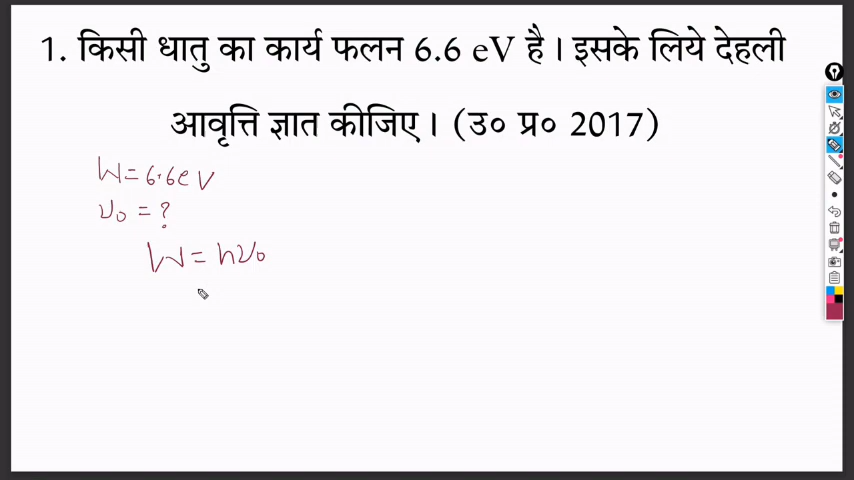 1. किसी धातु का कार्य फलन 6.6 eV है। इसके लिये देहली
आवृत्ति ज्ञात कीजिए। (उ० प्र० 2017)
W=6.6eV
ν₀ = ?
W = hν₀